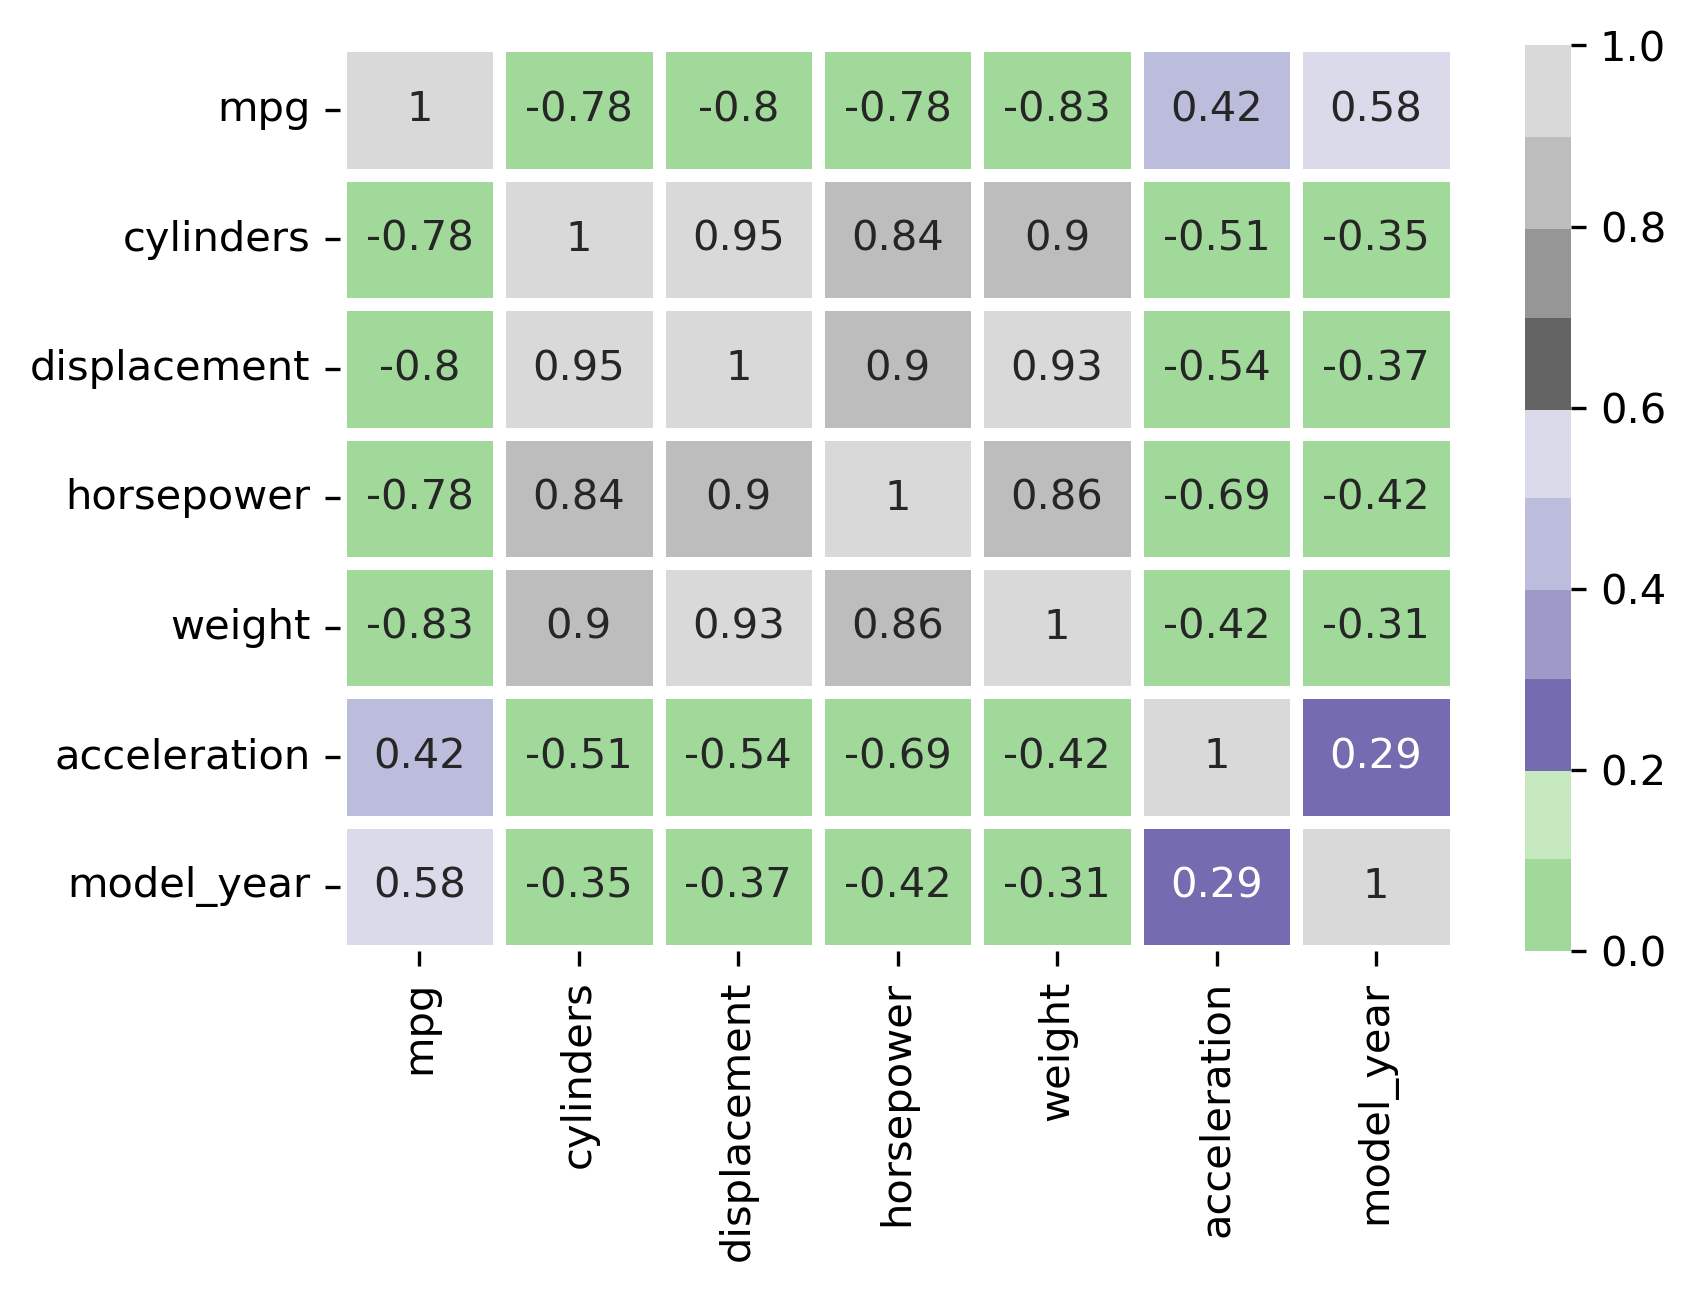 mpg 1 -0.78 -0.8 -0.78 -0.83 0.42 0.58
cylinders -0.78 1 0.95 0.84 0.9 -0.51 -0.35
displacement -0.8 0.95 1 0.9 0.93 -0.54 -0.37
horsepower -0.78 0.84 0.9 1 0.86 -0.69 -0.42
weight -0.83 0.9 0.93 0.86 1 -0.42 -0.31
acceleration 0.42 -0.51 -0.54 -0.69 -0.42 1 0.29
model_year 0.58 -0.35 -0.37 -0.42 -0.31 0.29 1
mpg
cylinders
displacement
horsepower
weight
acceleration
model_year
1.0
0.8
0.6
0.4
0.2
0.0